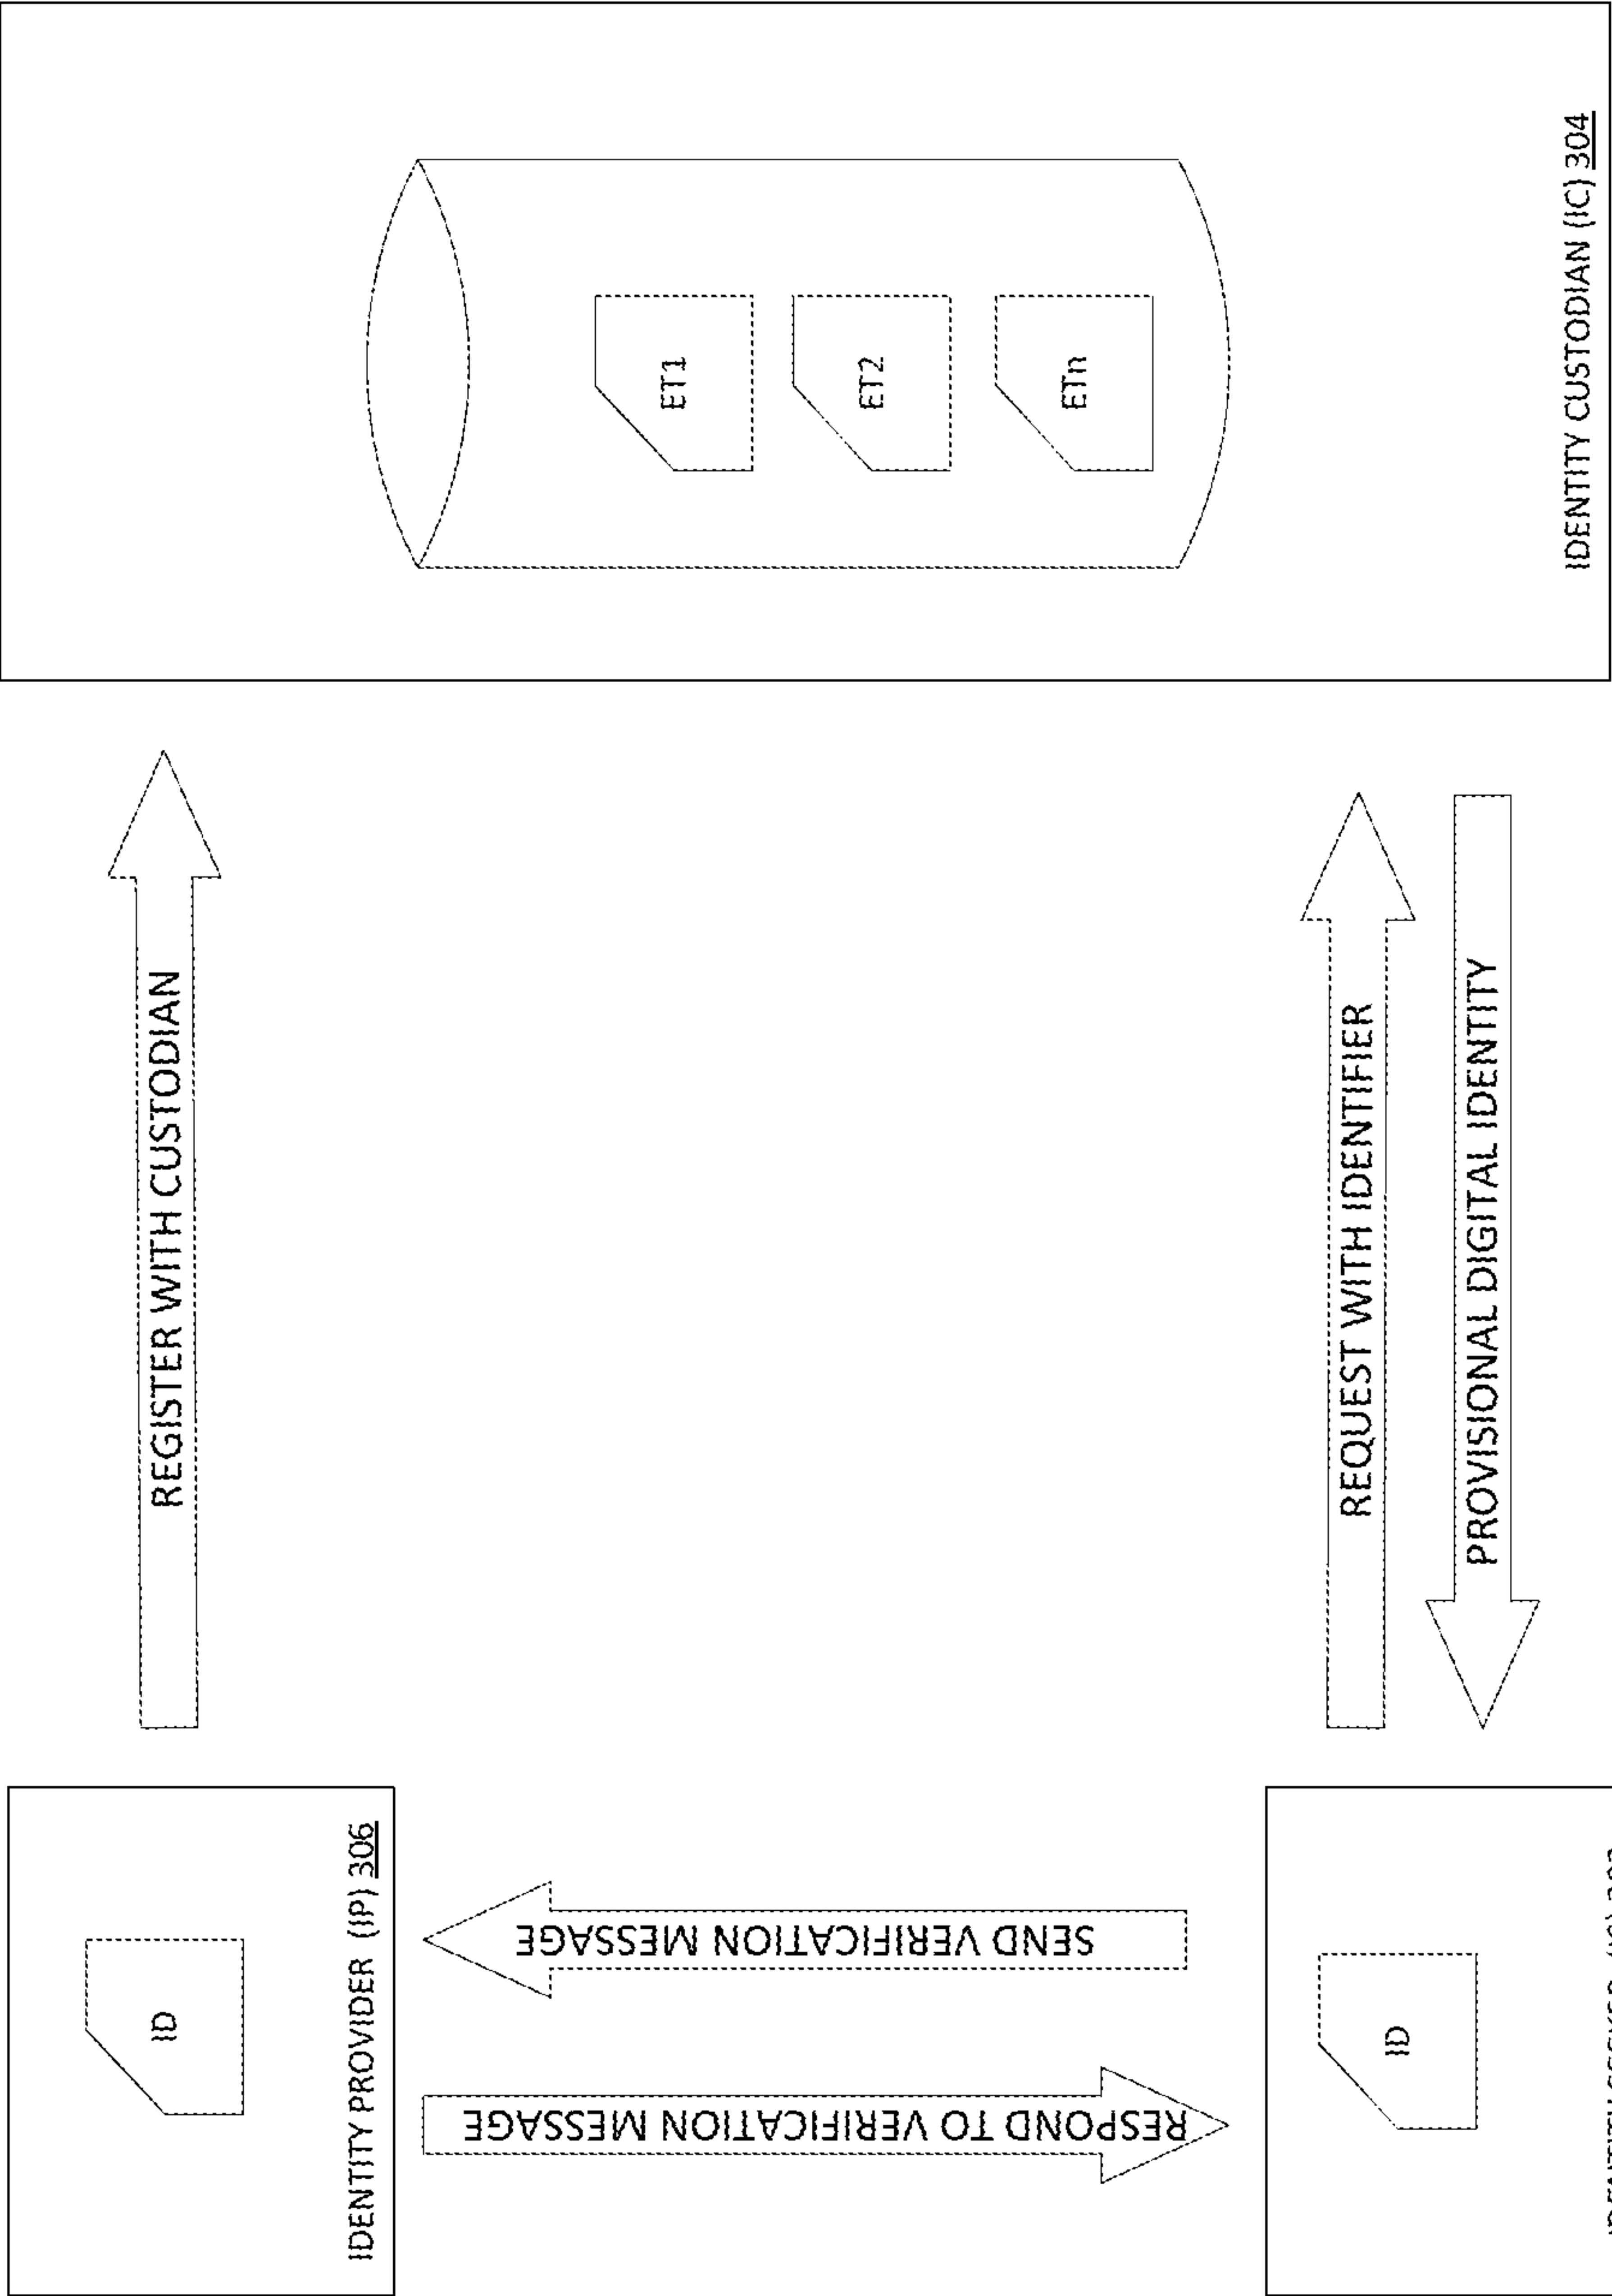 ID
IDENTITY PROVIDER (IP) 306
REGISTER WITH CUSTODIAN
SEND VERIFICATION MESSAGE
RESPOND TO VERIFICATION MESSAGE
ET1
ET2
ETn
IDENTITY CUSTODIAN (IC) 304
REQUEST WITH IDENTIFIER
PROVISIONAL DIGITAL IDENTITY
ID